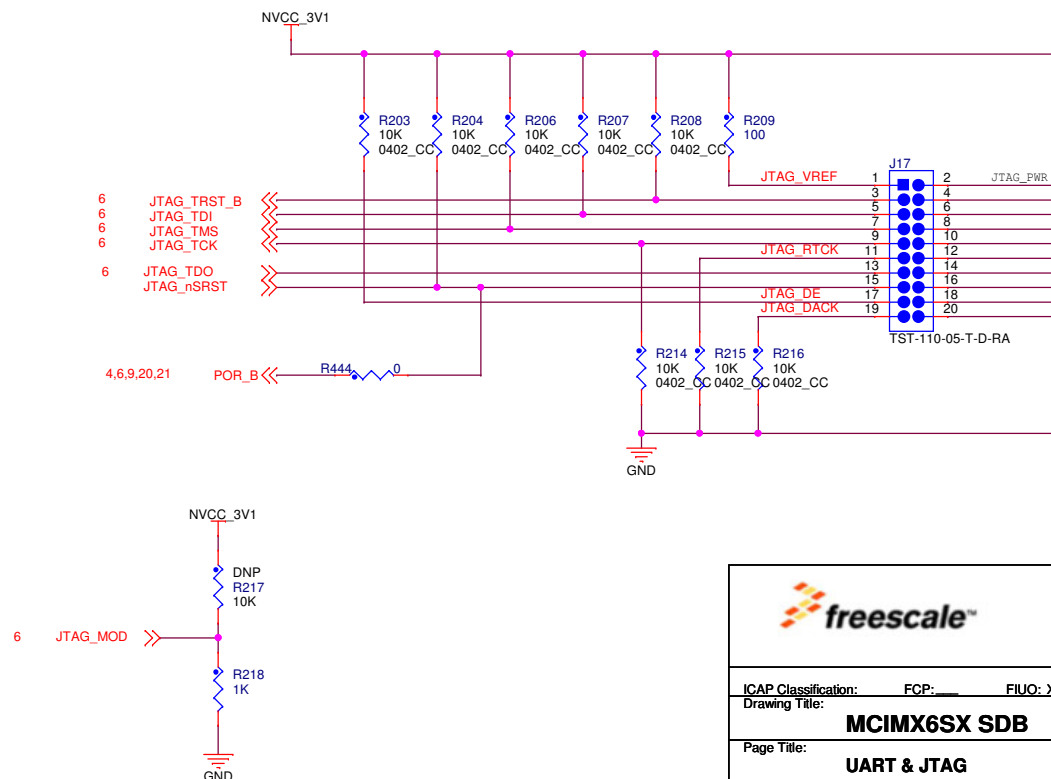 NVCC_3V1
R203 R204 R206 R207 R208 R209
10K 10K 10K 10K 10K 100
0402_CC 0402_CC 0402_CC 0402_CC 0402_CC
J17
JTAG_VREF 1 2 JTAG_PWR
6 JTAG_TRST_B 3 4
6 JTAG_TDI 5 6
6 JTAG_TMS 7 8
6 JTAG_TCK 9 10
JTAG_RTCK 11 12
6 JTAG_TDO 13 14
JTAG_nSRST 15 16
JTAG_DE 17 18
JTAG_DACK 19 20
TST-110-05-T-D-RA
R214 R215 R216
10K 10K 10K
0402_CC 0402_CC 0402_CC
4,6,9,20,21 POR_B R444 0
GND
NVCC_3V1
DNP
R217
10K
6 JTAG_MOD
R218
1K
GND
freescale™
ICAP Classification: FCP:___ FIUO: X
Drawing Title:
MCIMX6SX SDB
Page Title:
UART & JTAG